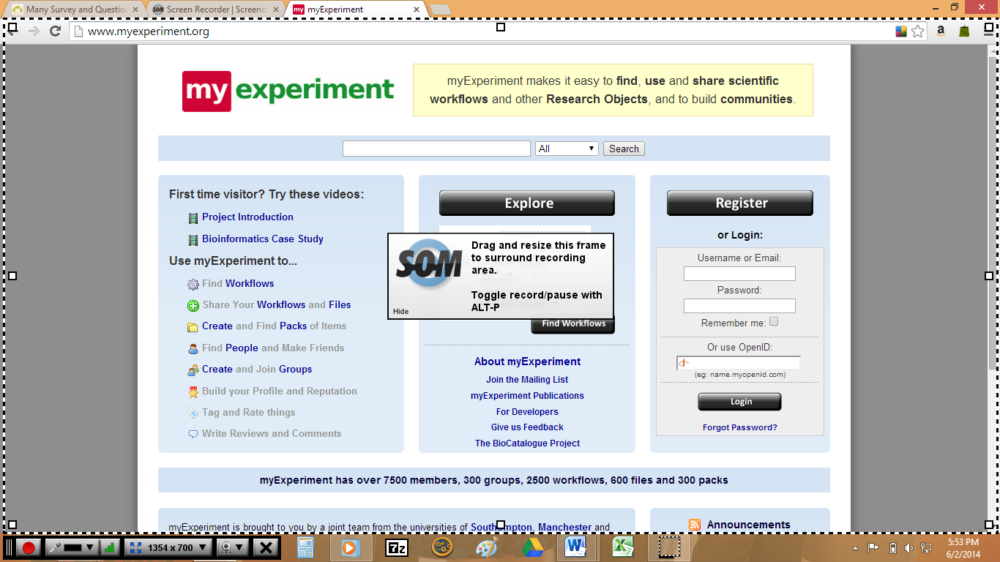 Many Survey and Question
Screen Recorder | Screenca
myExperiment
www.myexperiment.org
my experiment
myExperiment makes it easy to find, use and share scientific
workflows and other Research Objects, and to build communities.
All
Search
First time visitor? Try these videos:
Project Introduction
Bioinformatics Case Study
Use myExperiment to...
Find Workflows
Share Your Workflows and Files
Create and Find Packs of Items
Find People and Make Friends
Create and Join Groups
Build your Profile and Reputation
Tag and Rate things
Write Reviews and Comments
Explore
SOM
Drag and resize this frame
to surround recording
area.
Toggle record/pause with
ALT-P
Hide
Find Workflows
About myExperiment
Join the Mailing List
myExperiment Publications
For Developers
Give us Feedback
The BioCatalogue Project
Register
or Login:
Username or Email:
Password:
Remember me:
Or use OpenID:
(eg: name.myopenid.com)
Login
Forgot Password?
myExperiment has over 7500 members, 300 groups, 2500 workflows, 600 files and 300 packs
myExperiment is brought to you by a joint team from the universities of Southampton, Manchester and
Announcements
1354 x 700
7z
5:53 PM
6/2/2014